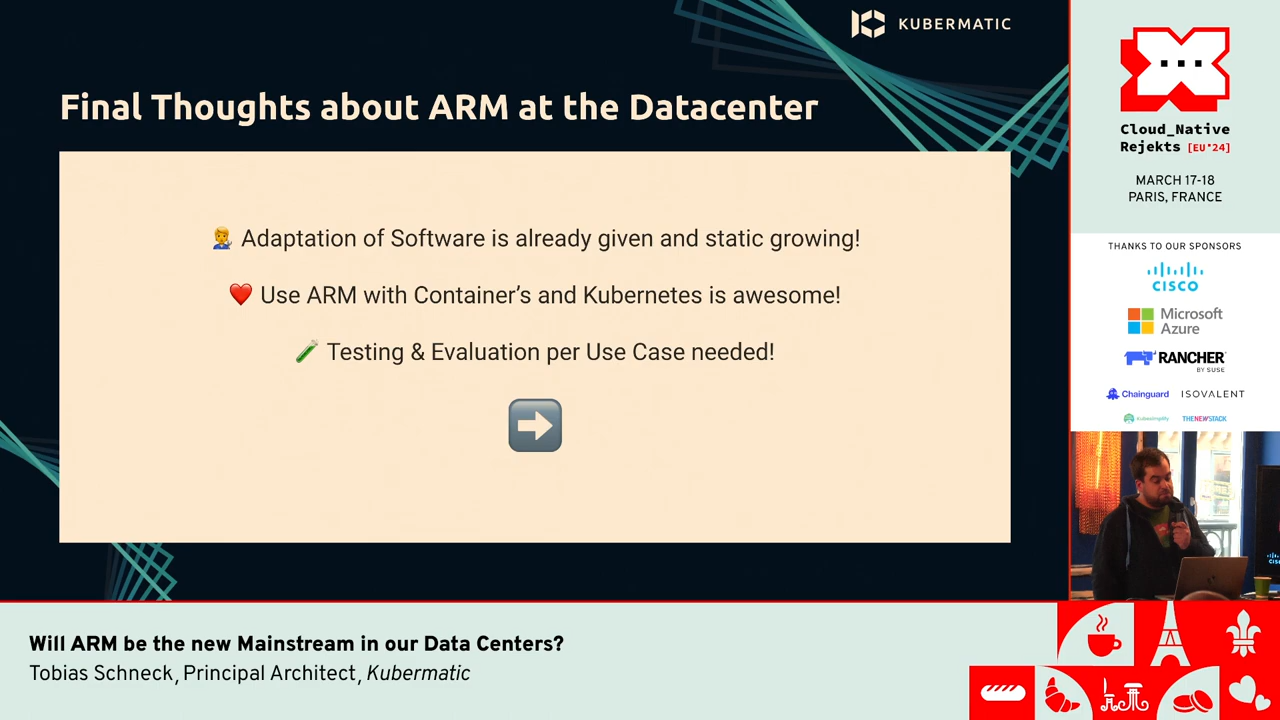 KUBERMATIC
Final Thoughts about ARM at the Datacenter
Adaptation of Software is already given and static growing!
Use ARM with Container’s and Kubernetes is awesome!
Testing & Evaluation per Use Case needed!
Cloud_Native
Rejekts [EU'24]
MARCH 17-18
PARIS, FRANCE
THANKS TO OUR SPONSORS
CISCO
Microsoft
Azure
RANCHER
BY SUSE
Chainguard ISOVALENT
Kubesimplify THENEWSTACK
Will ARM be the new Mainstream in our Data Centers?
Tobias Schneck, Principal Architect, Kubermatic